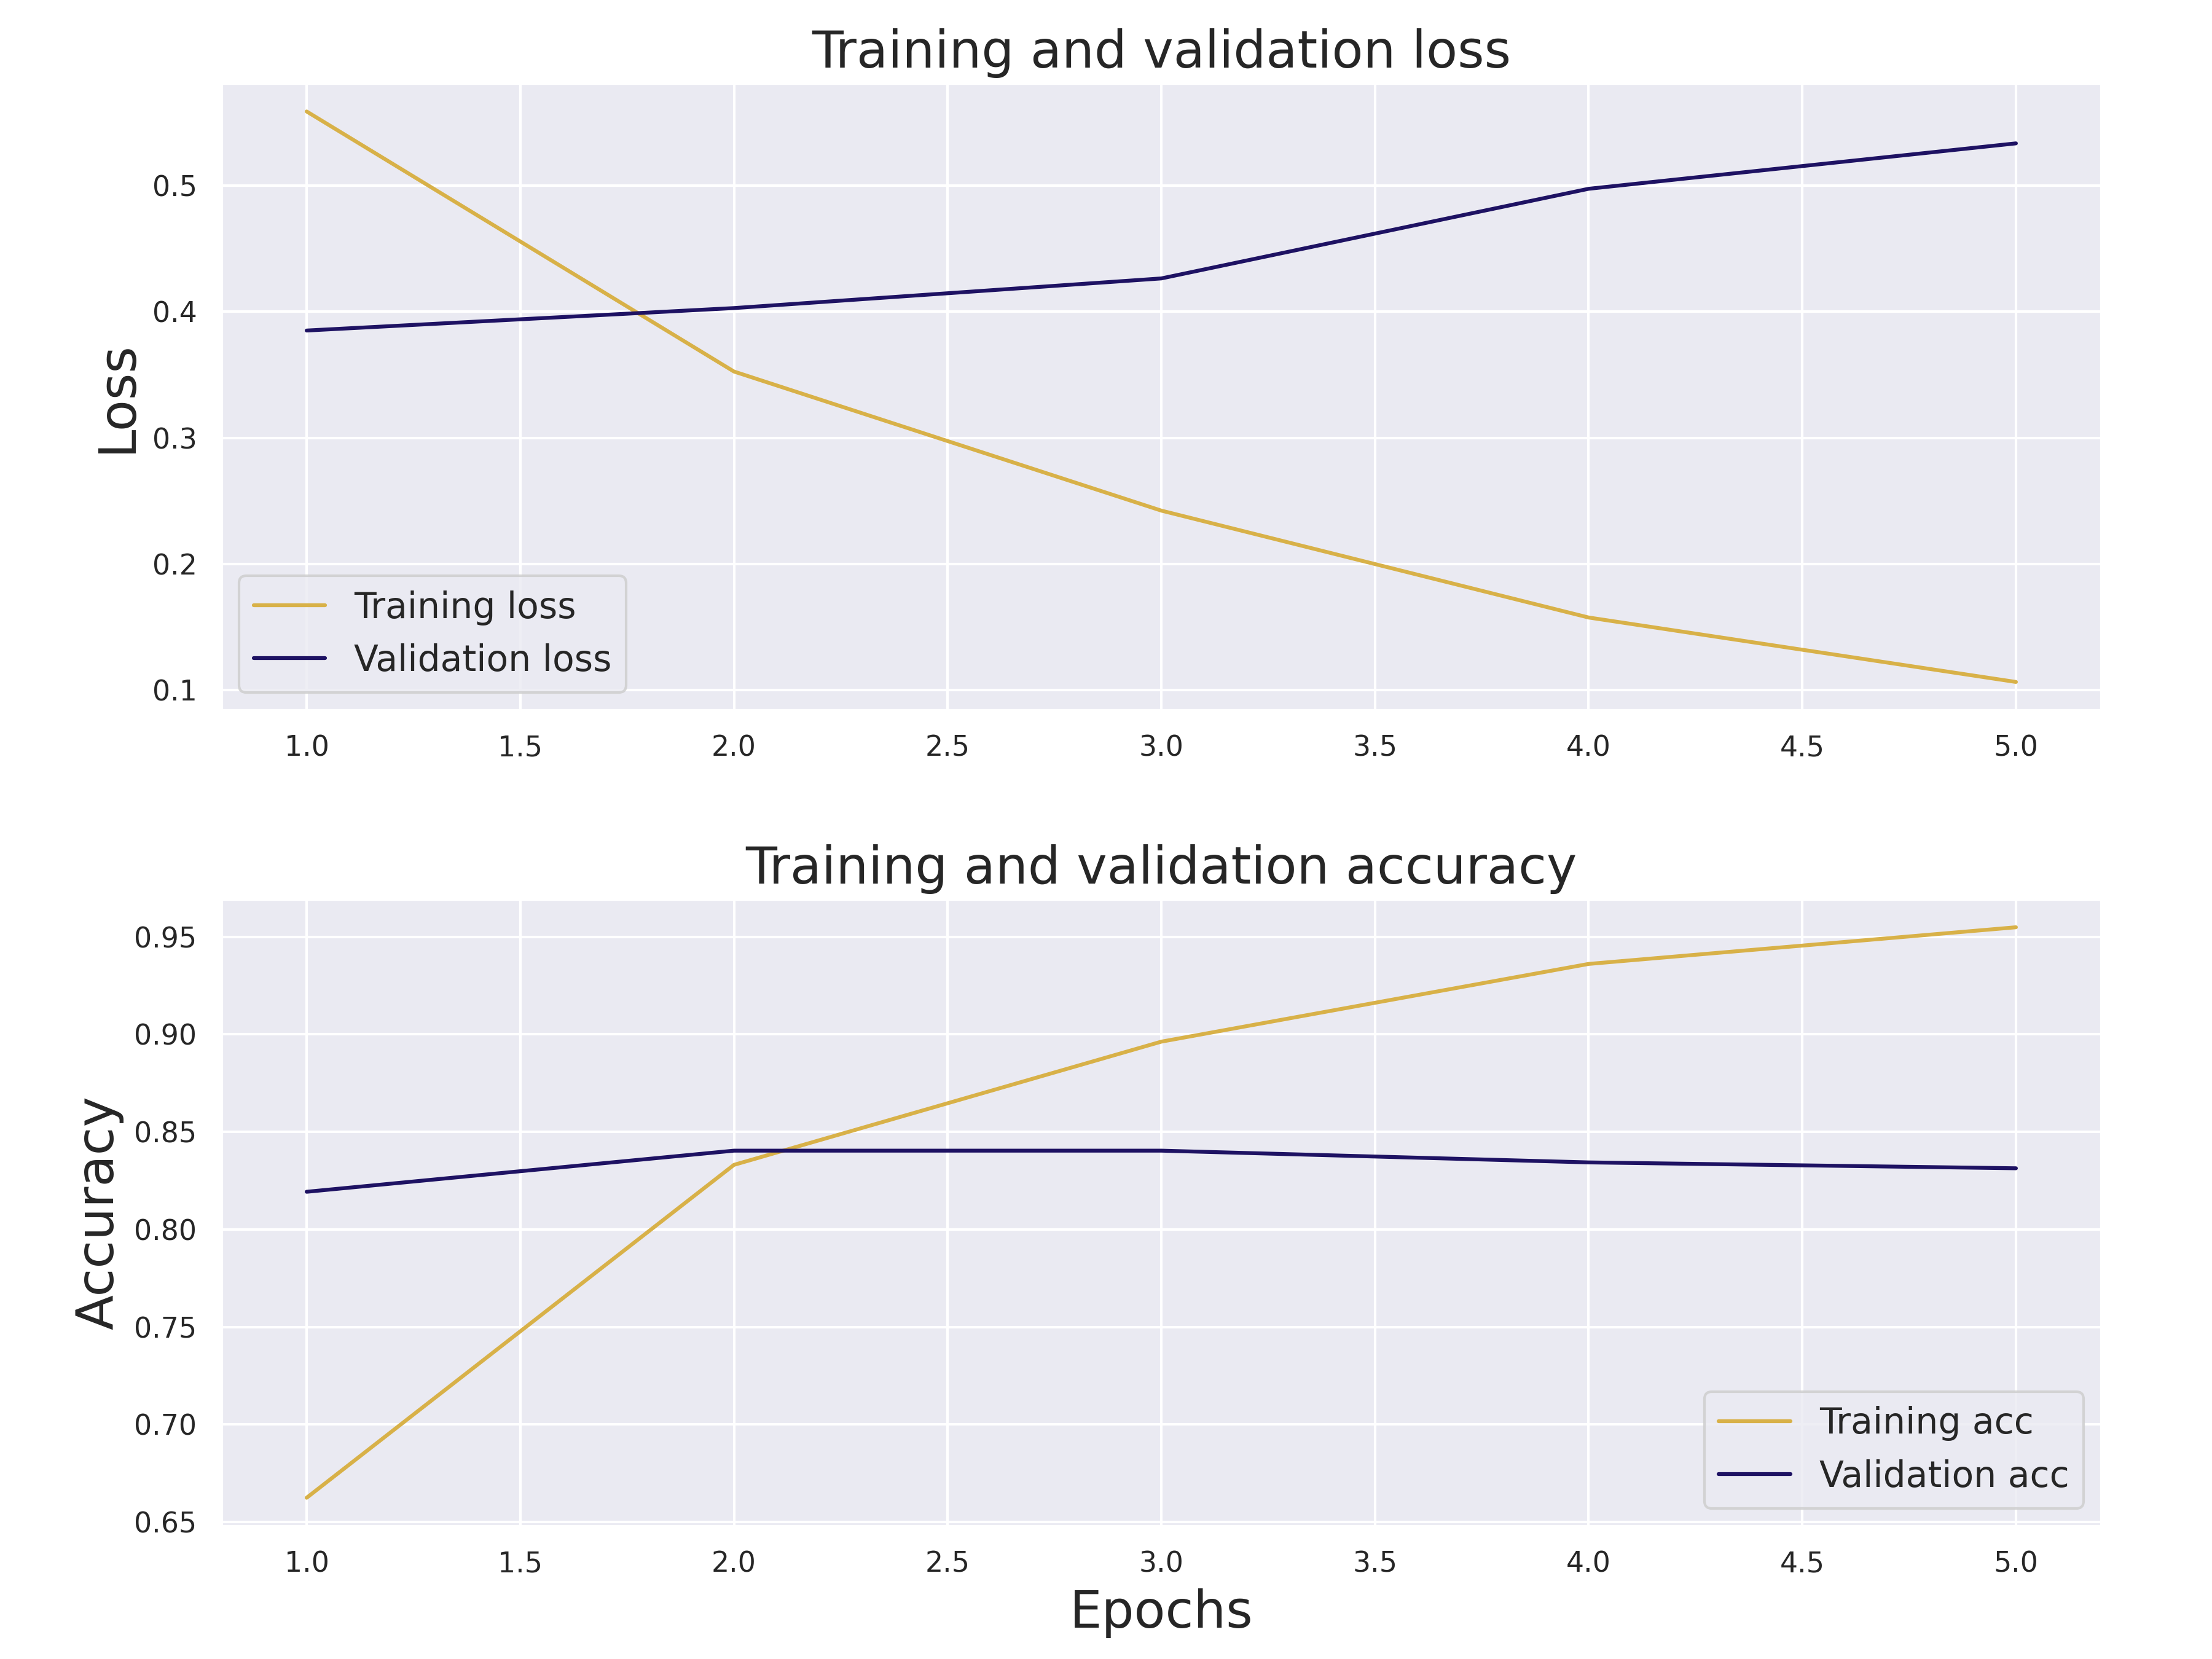 Training and validation loss
Loss
0.5
0.4
0.3
0.2
0.1
Training loss
Validation loss
1.0 1.5 2.0 2.5 3.0 3.5 4.0 4.5 5.0
Training and validation accuracy
Accuracy
0.95
0.90
0.85
0.80
0.75
0.70
0.65
Training acc
Validation acc
1.0 1.5 2.0 2.5 3.0 3.5 4.0 4.5 5.0
Epochs